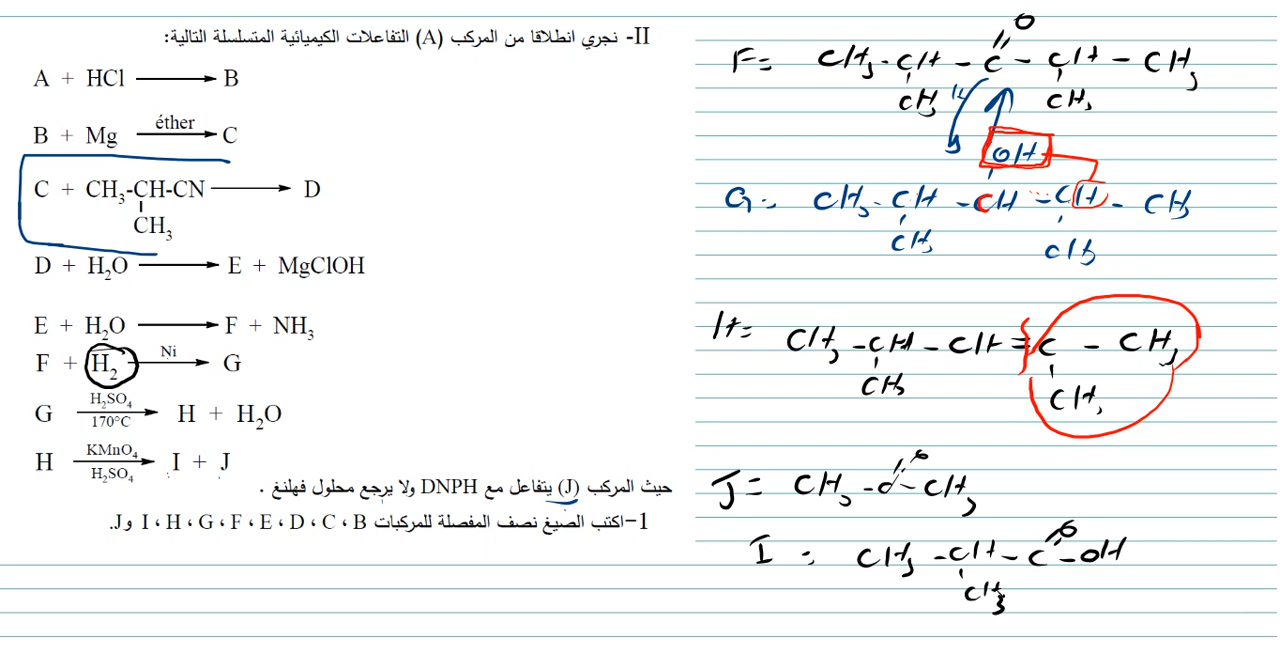 II- نجري انطلاقا من المركب (A) التفاعلات الكيميائية المتسلسلة التالية:
A + HCl ⟶ B
éther
B + Mg ⟶ C
C + CH₃-CH-CN ⟶ D
CH₃
D + H₂O ⟶ E + MgClOH
E + H₂O ⟶ F + NH₃
Ni
F + H₂ ⟶ G
H₂SO₄
G ⟶ H + H₂O
170°C
KMnO₄
H ⟶ I + J
H₂SO₄
حيث المركب (J) يتفاعل مع DNPH ولا يرجع محلول فهلنغ .
1-اكتب الصيغ نصف المفصلة للمركبات I ، H ، G ، F ، E ، D ، C ، B وJ.
O
F= CH₃-CH-C-CH-CH₃
CH₃ CH₃
OH
G= CH₃-CH-CH-CH-CH₃
CH₃ CH₃
H= CH₃-CH-CH=C-CH₃
CH₃ CH₃
O
J= CH₃-C-CH₃
O
I : CH₃-CH-C-OH
CH₃